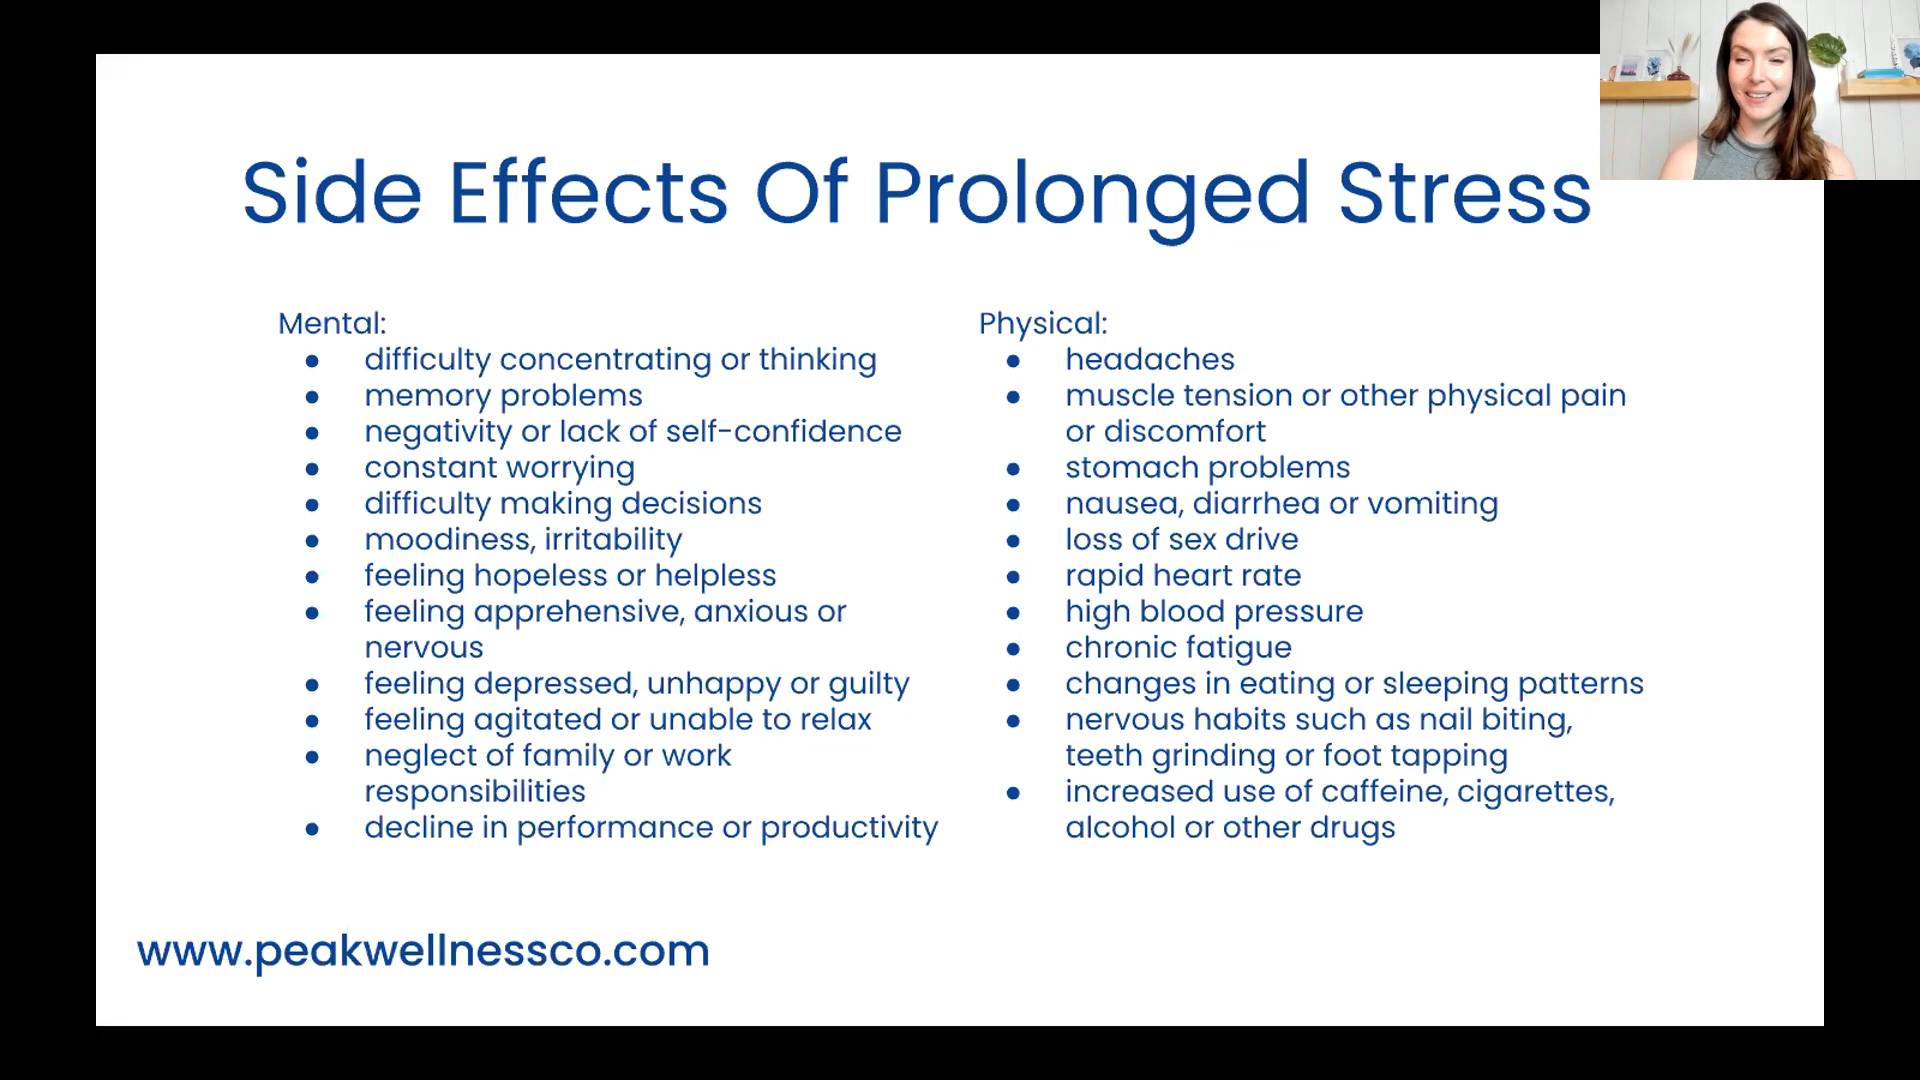 Side Effects Of Prolonged Stress
Mental:
● difficulty concentrating or thinking
● memory problems
● negativity or lack of self-confidence
● constant worrying
● difficulty making decisions
● moodiness, irritability
● feeling hopeless or helpless
● feeling apprehensive, anxious or
nervous
● feeling depressed, unhappy or guilty
● feeling agitated or unable to relax
● neglect of family or work
responsibilities
● decline in performance or productivity
Physical:
● headaches
● muscle tension or other physical pain
or discomfort
● stomach problems
● nausea, diarrhea or vomiting
● loss of sex drive
● rapid heart rate
● high blood pressure
● chronic fatigue
● changes in eating or sleeping patterns
● nervous habits such as nail biting,
teeth grinding or foot tapping
● increased use of caffeine, cigarettes,
alcohol or other drugs
www.peakwellnessco.com